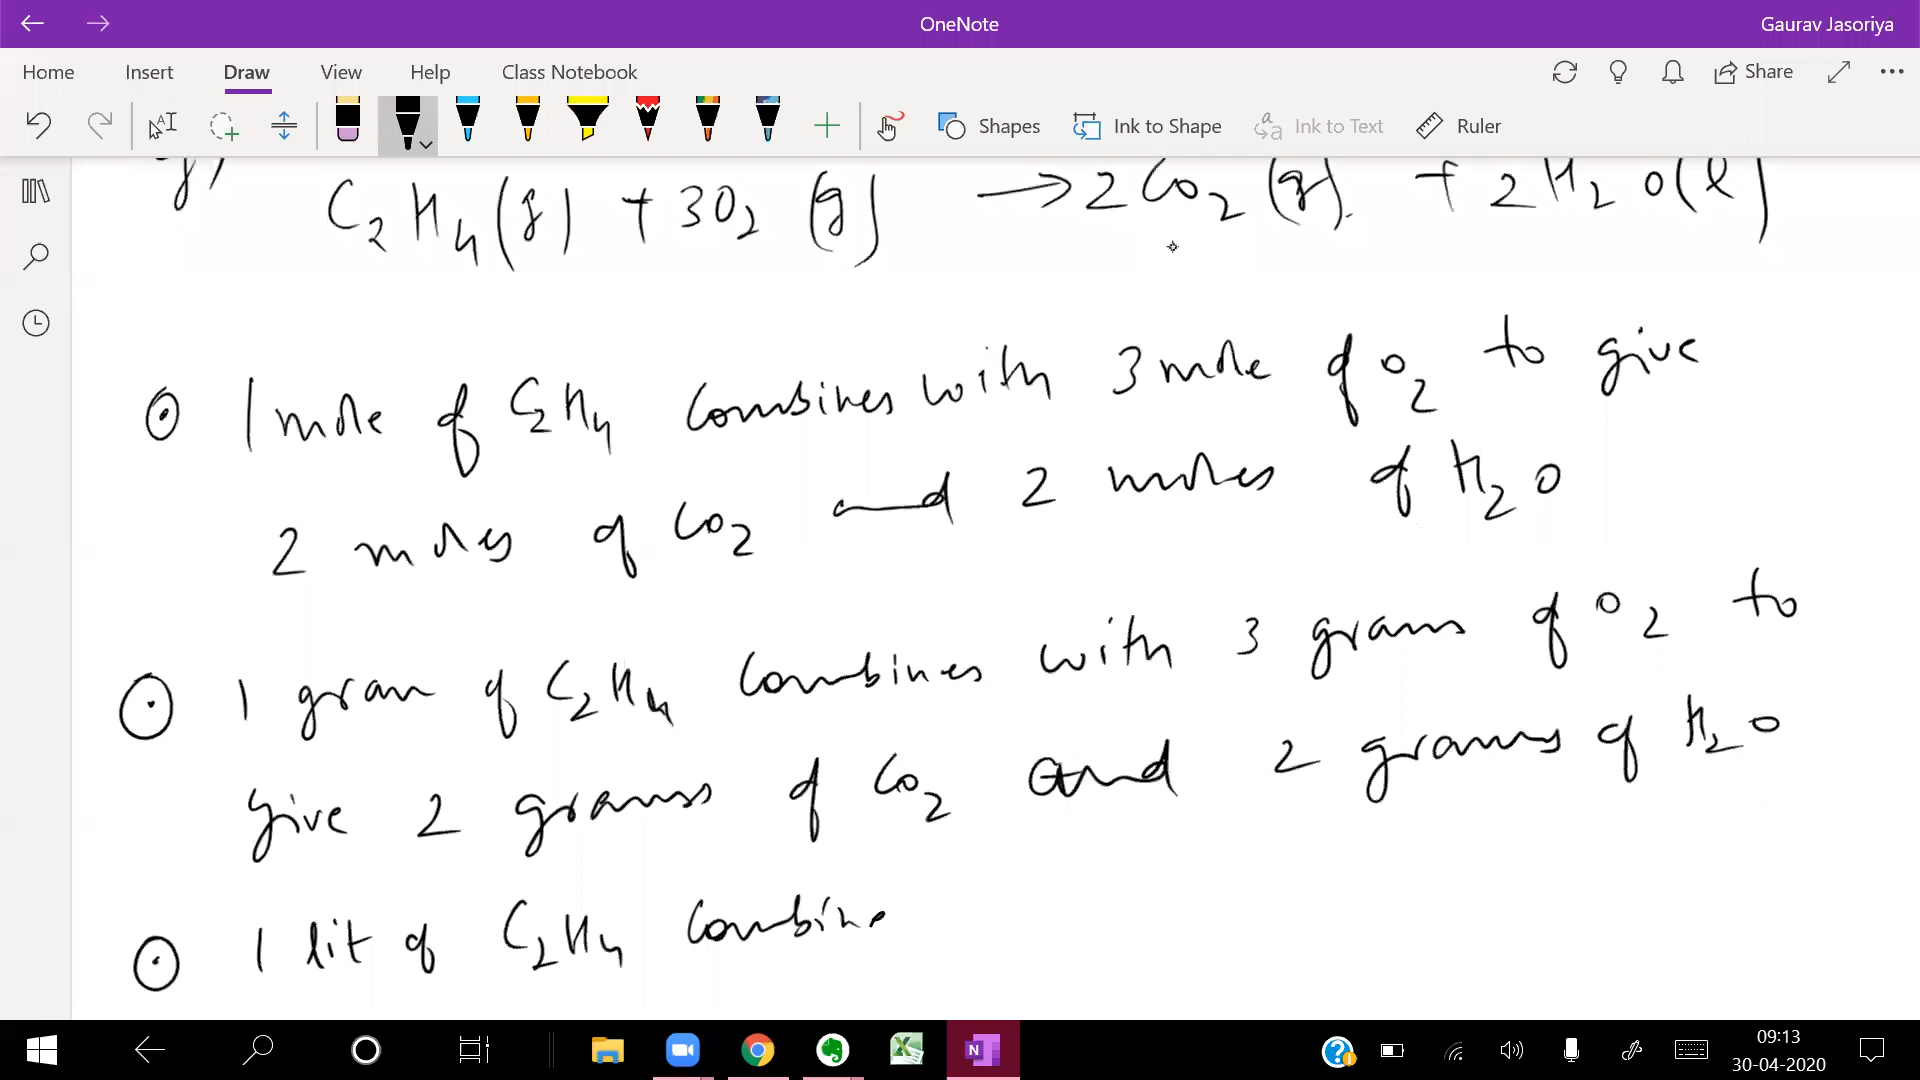 OneNote
Gaurav Jasoriya
Home Insert Draw View Help Class Notebook
Share
Shapes Ink to Shape Ink to Text Ruler
C₂H₄(g) + 3O₂ (g) → 2CO₂ (g). + 2H₂O(l)
⊙ 1 mole of C₂H₄ combines with 3 mole of O₂ to give
2 moles of CO₂ and 2 moles of H₂O
⊙ 1 gram of C₂H₄ combines with 3 grams of O₂ to
give 2 grams of CO₂ and 2 grams of H₂O
⊙ 1 lit of C₂H₄ combine
09:13
30-04-2020